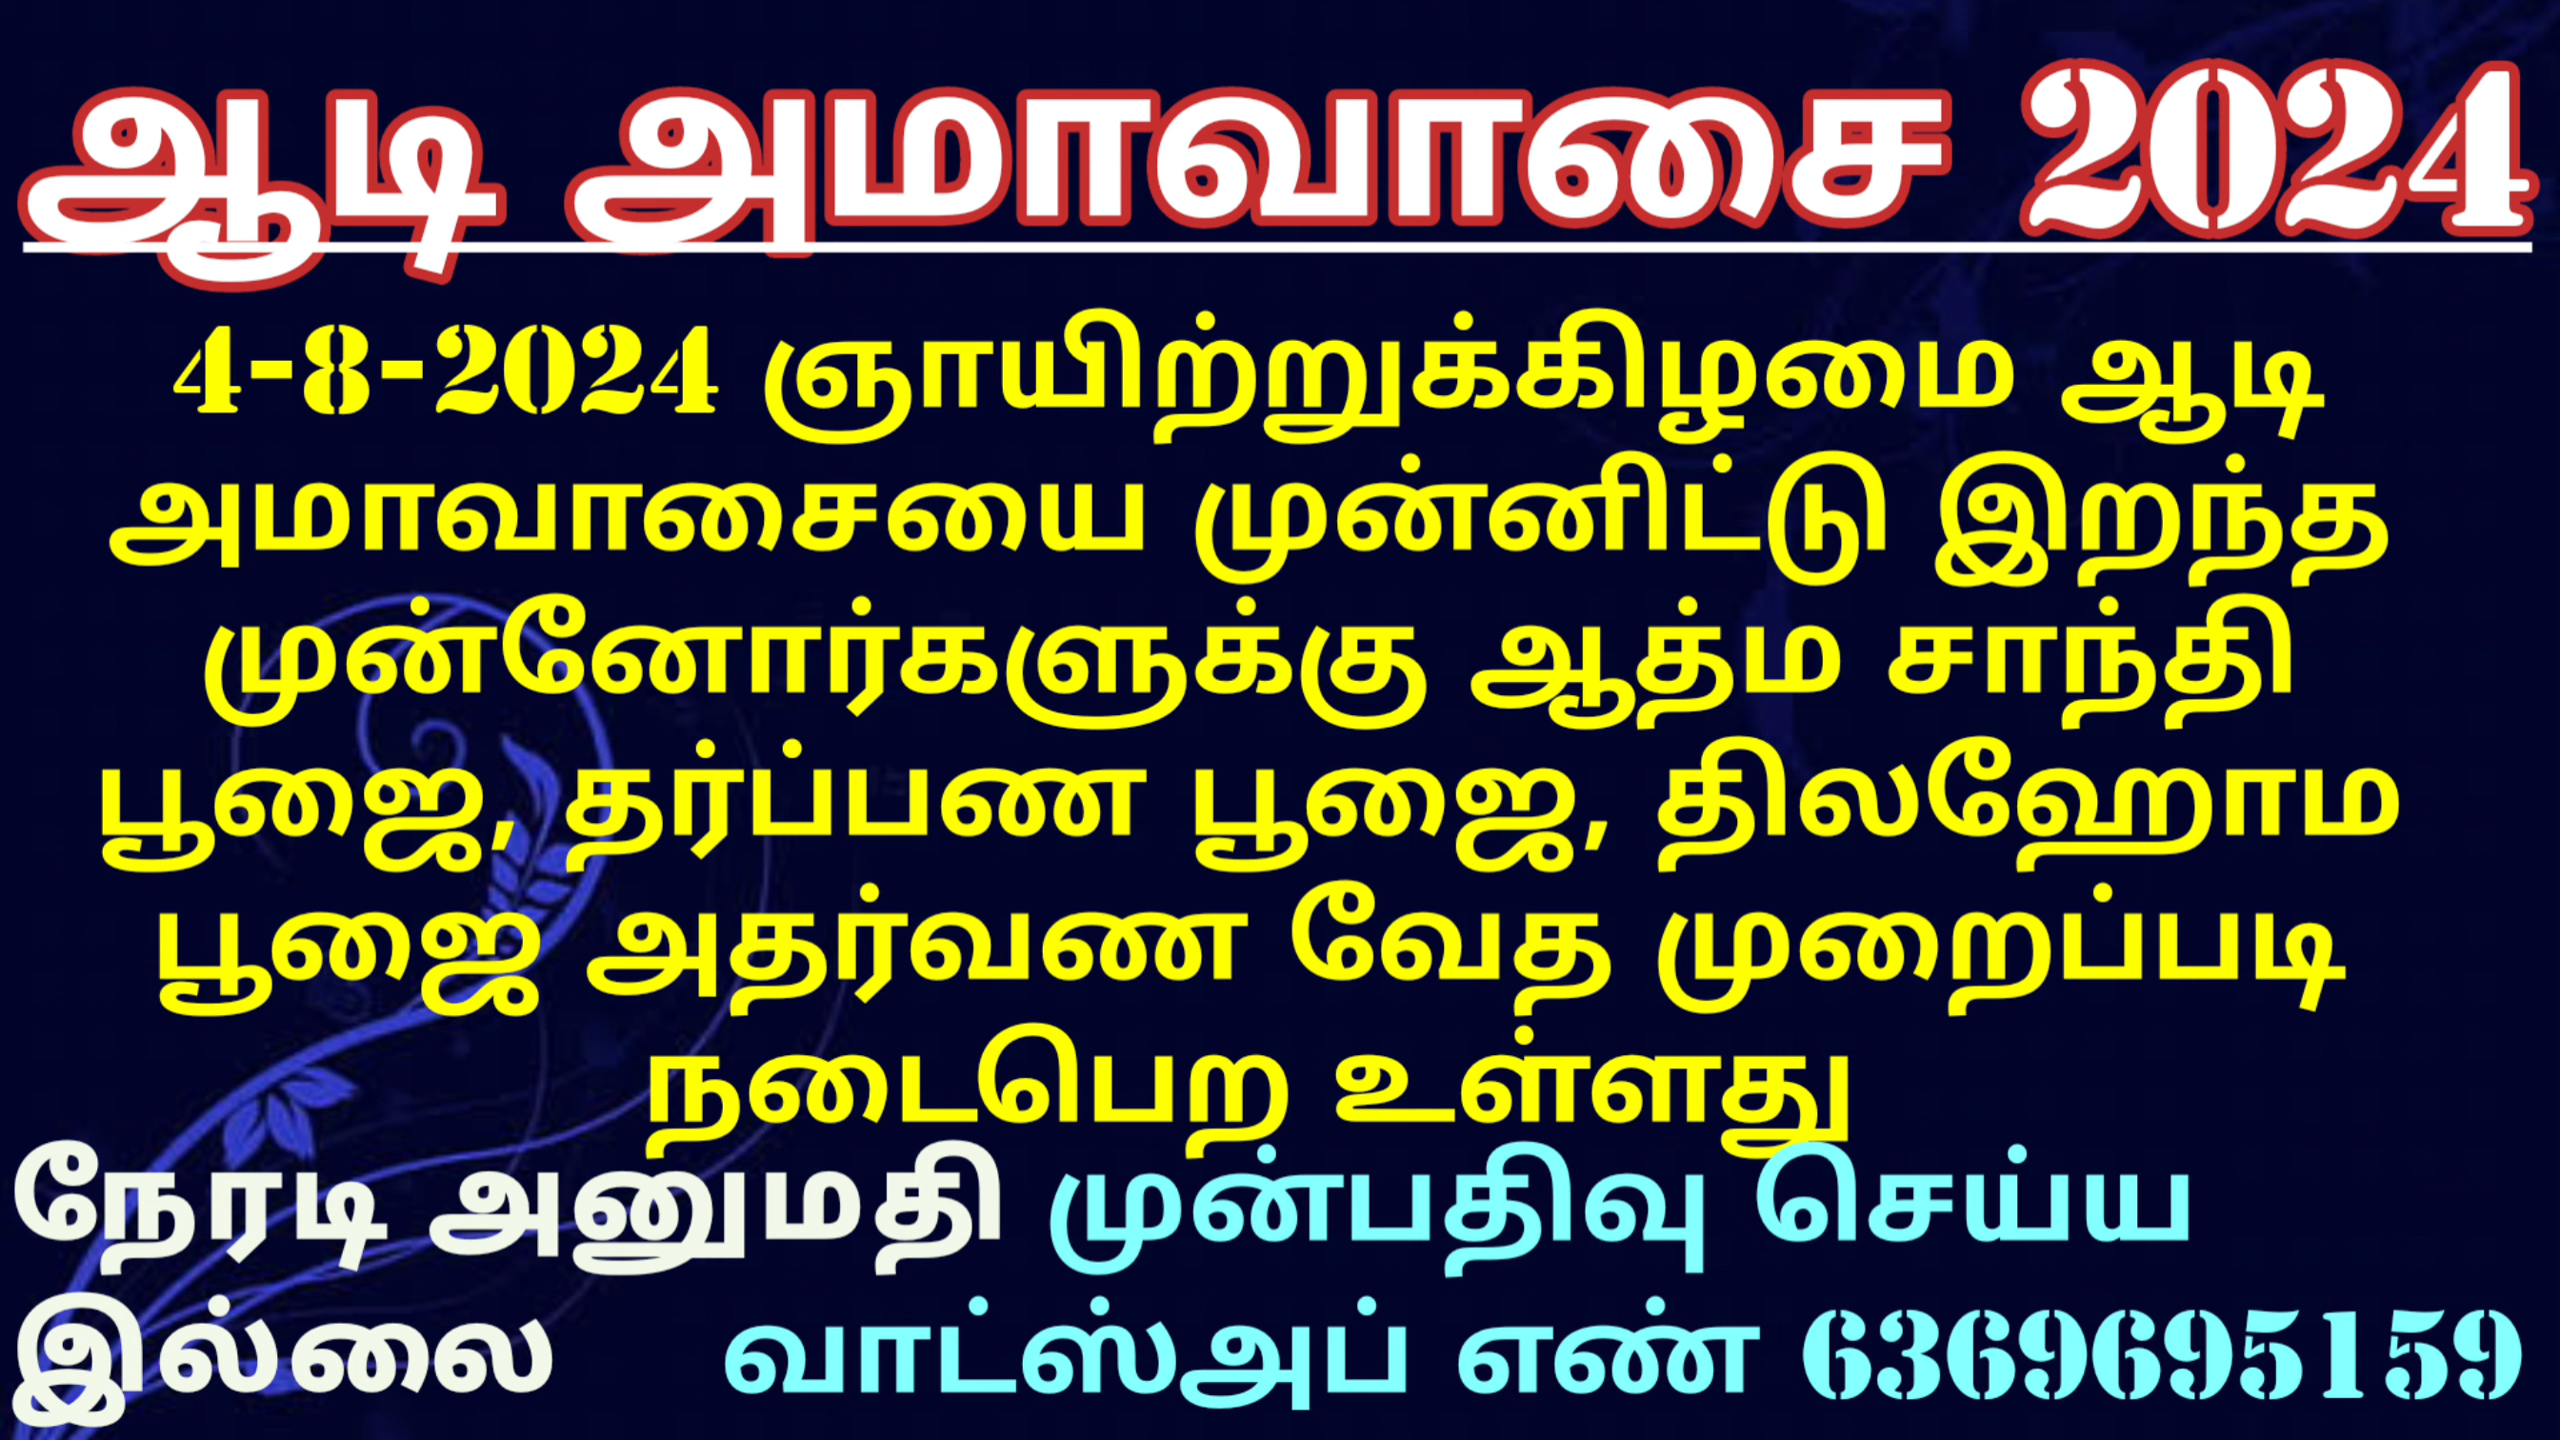 ஆடி அமாவாசை 2024
4-8-2024 ஞாயிற்றுக்கிழமை ஆடி
அமாவாசையை முன்னிட்டு இறந்த
முன்னோர்களுக்கு ஆத்ம சாந்தி
பூஜை, தர்ப்பண பூஜை, திலஹோம
பூஜை அதர்வண வேத முறைப்படி
நடைபெற உள்ளது
நேரடி அனுமதி முன்பதிவு செய்ய
இல்லை வாட்ஸ்அப் எண் 6369695159